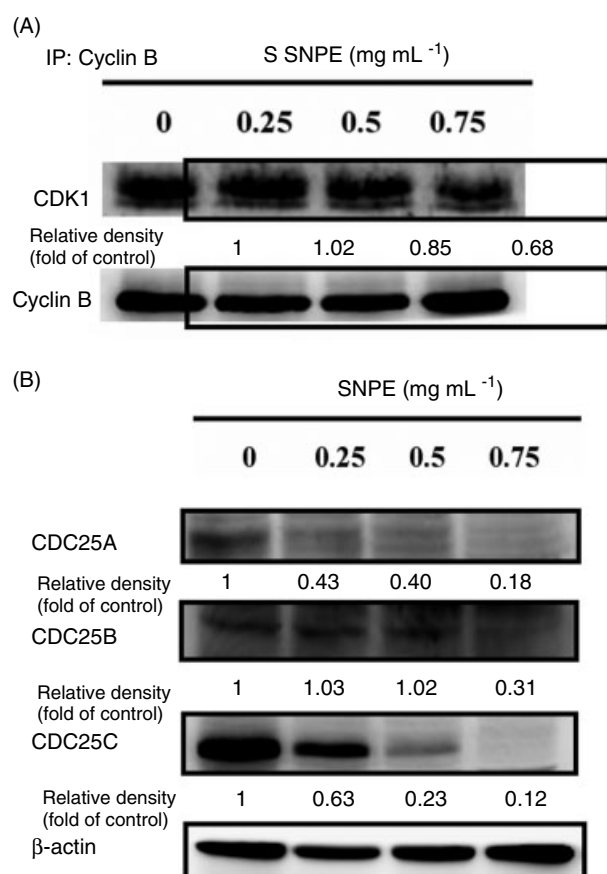 (A)
IP: Cyclin B S SNPE (mg mL -1)
0 0.25 0.5 0.75
CDK1
Relative density 1 1.02 0.85 0.68
(fold of control)
Cyclin B
(B)
SNPE (mg mL -1)
0 0.25 0.5 0.75
CDC25A
Relative density 1 0.43 0.40 0.18
(fold of control)
CDC25B
Relative density 1 1.03 1.02 0.31
(fold of control)
CDC25C
Relative density 1 0.63 0.23 0.12
(fold of control)
β-actin